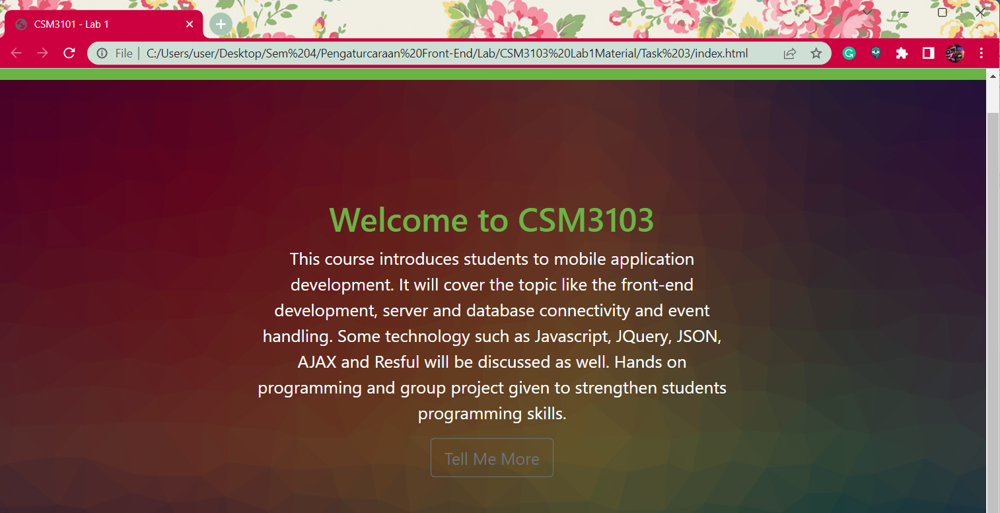 CSM3101 - Lab 1
File | C:/Users/user/Desktop/Sem%204/Pengaturcaraan%20Front-End/Lab/CSM3103%20Lab1Material/Task%203/index.html
Welcome to CSM3103
This course introduces students to mobile application
development. It will cover the topic like the front-end
development, server and database connectivity and event
handling. Some technology such as Javascript, JQuery, JSON,
AJAX and Resful will be discussed as well. Hands on
programming and group project given to strengthen students
programming skills.
Tell Me More